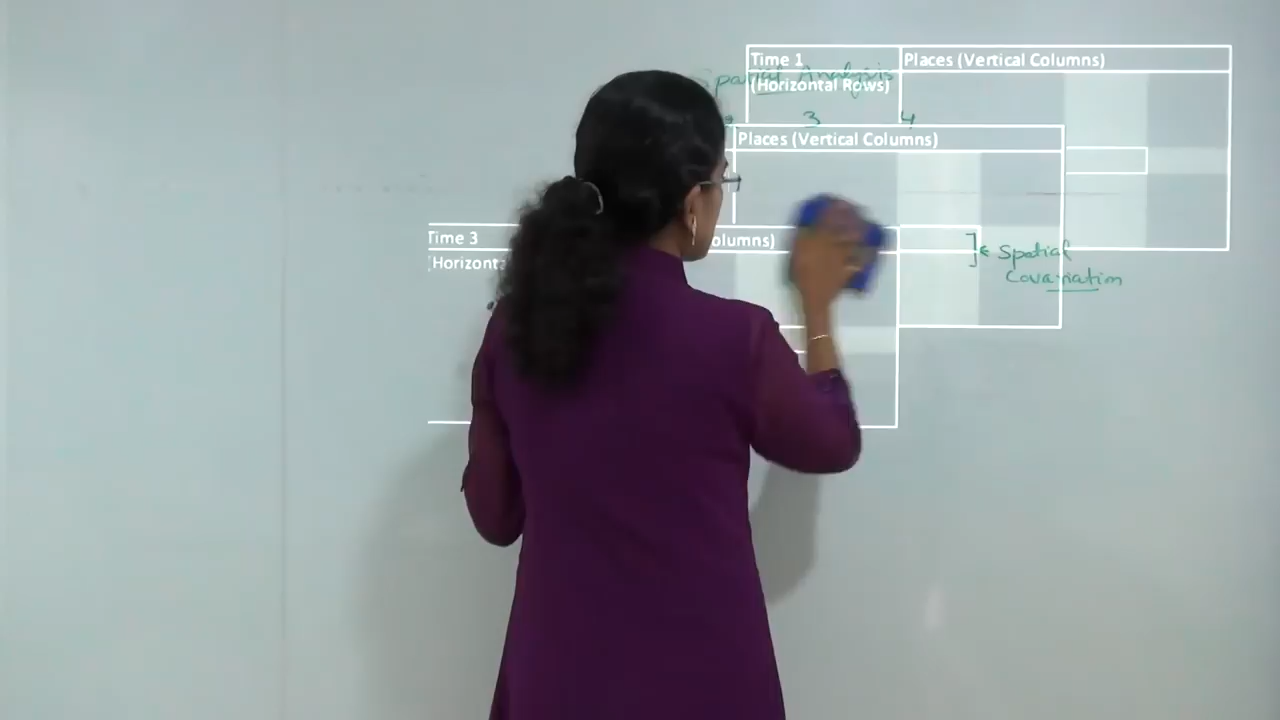 Time 1 Places (Vertical Columns)
Spatial Analysis
(Horizontal Rows)
3 4
Places (Vertical Columns)
Time 3 olumns)
(Horizonta
Spatial
Covariation